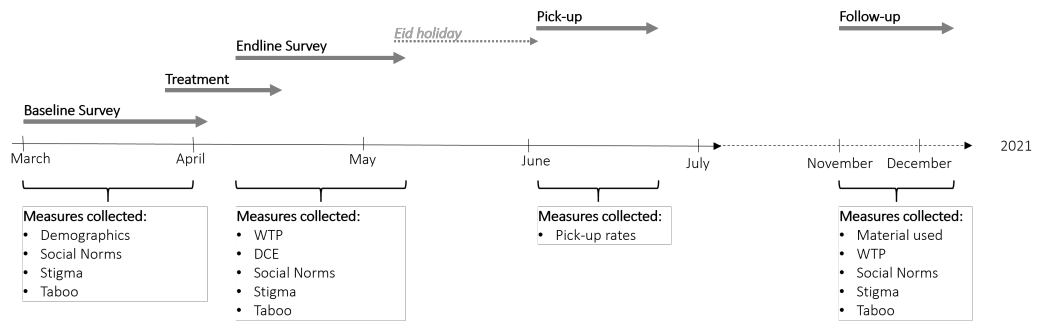 Pick-up
Follow-up
Eid holiday
Endline Survey
Treatment
Baseline Survey
March
April
May
June
July
November
December
2021
Measures collected:
• Demographics
• Social Norms
• Stigma
• Taboo
Measures collected:
• WTP
• DCE
• Social Norms
• Stigma
• Taboo
Measures collected:
• Pick-up rates
Measures collected:
• Material used
• WTP
• Social Norms
• Stigma
• Taboo